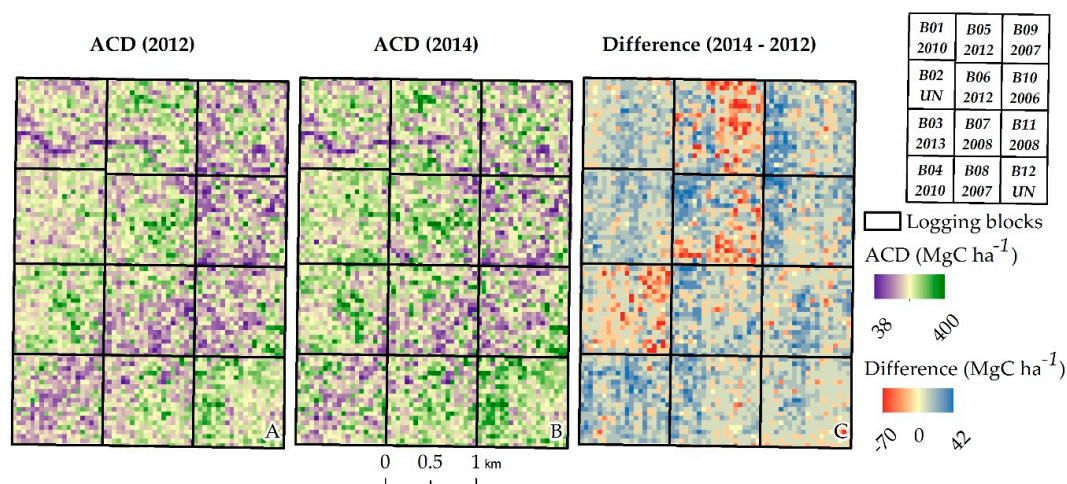 ACD (2012)
ACD (2014)
Difference (2014 - 2012)
A
B
C
0 0.5 1 km
B01 B05 B09
2010 2012 2007
B02 B06 B10
UN 2012 2006
B03 B07 B11
2013 2008 2008
B04 B08 B12
2010 2007 UN
Logging blocks
ACD (MgC ha⁻¹)
38 400
Difference (MgC ha⁻¹)
-70 0 42